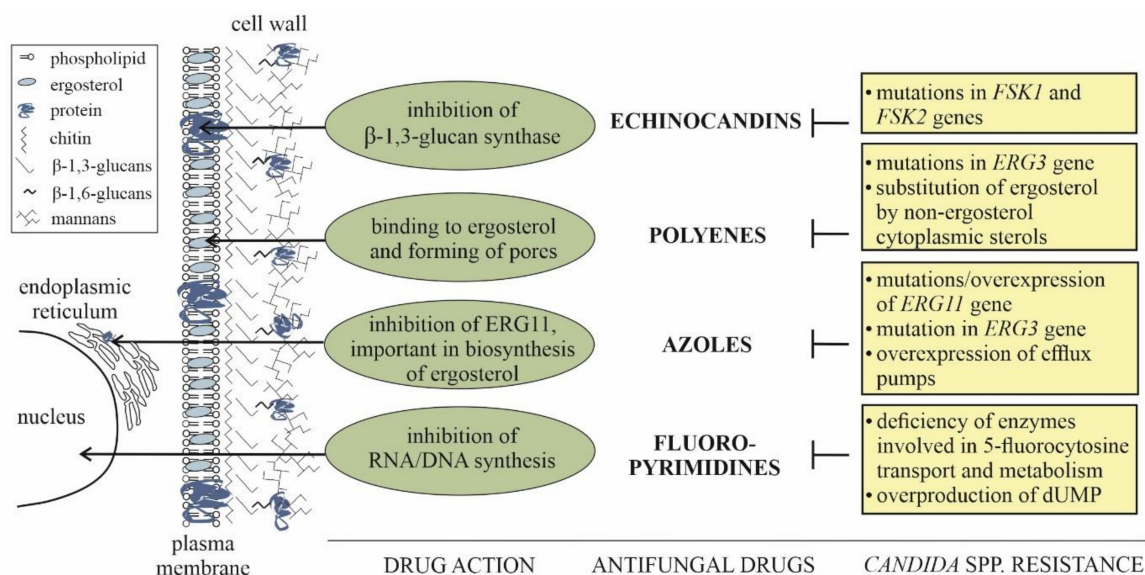 cell wall
phospholipid
ergosterol
protein
chitin
β-1,3-glucans
β-1,6-glucans
mannans
inhibition of
β-1,3-glucan synthase
ECHINOCANDINS
• mutations in FSK1 and
FSK2 genes
binding to ergosterol
and forming of pores
POLYENES
• mutations in ERG3 gene
• substitution of ergosterol
by non-ergosterol
cytoplasmic sterols
endoplasmic
reticulum
nucleus
inhibition of ERG11,
important in biosynthesis
of ergosterol
AZOLES
• mutations/overexpression
of ERG11 gene
• mutation in ERG3 gene
• overexpression of efflux
pumps
inhibition of
RNA/DNA synthesis
FLUORO-
PYRIMIDINES
• deficiency of enzymes
involved in 5-fluorocytosine
transport and metabolism
• overproduction of dUMP
plasma
membrane
DRUG ACTION
ANTIFUNGAL DRUGS
CANDIDA SPP. RESISTANCE